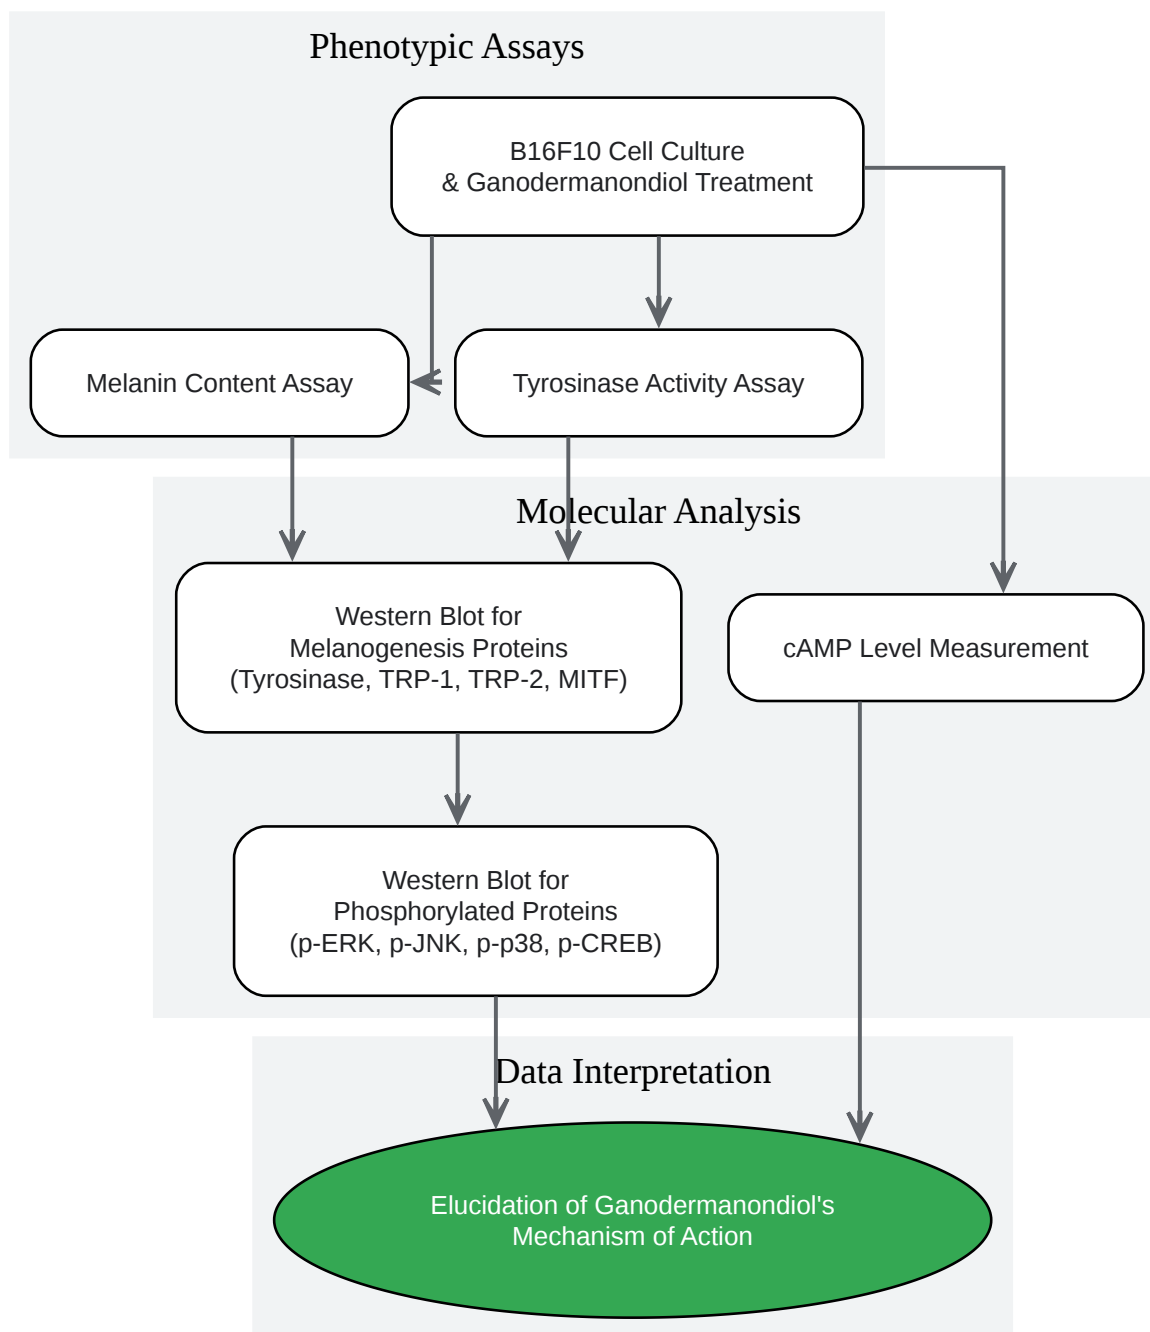 Phenotypic Assays
B16F10 Cell Culture
& Ganodermanondiol Treatment
Melanin Content Assay
Tyrosinase Activity Assay
Molecular Analysis
Western Blot for
Melanogenesis Proteins
(Tyrosinase, TRP-1, TRP-2, MITF)
cAMP Level Measurement
Western Blot for
Phosphorylated Proteins
(p-ERK, p-JNK, p-p38, p-CREB)
Data Interpretation
Elucidation of Ganodermanondiol's
Mechanism of Action